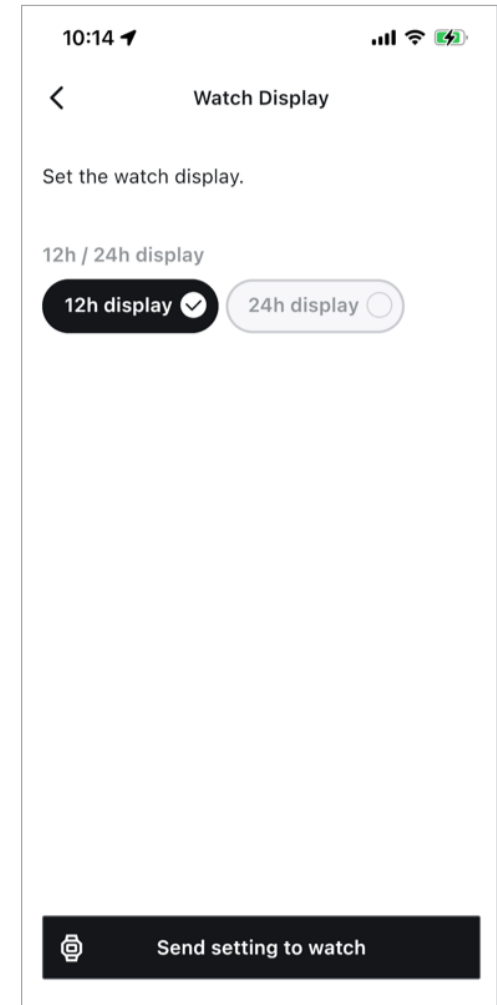 10:14
Watch Display
Set the watch display.
12h / 24h display
12h display 24h display
Send setting to watch